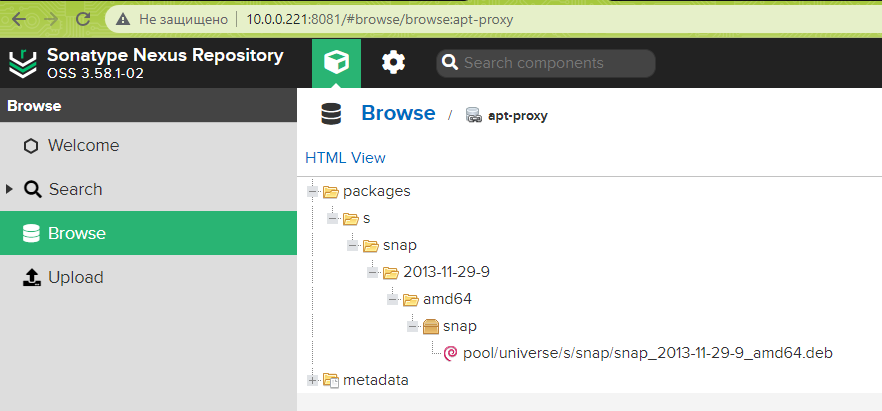 Не защищено | 10.0.0.221:8081/#browse/browse:apt-proxy
Sonatype Nexus Repository
OSS 3.58.1-02
Search components
Browse
Browse / apt-proxy
Welcome
HTML View
Search
packages
s
Browse
snap
2013-11-29-9
Upload
amd64
snap
pool/universe/s/snap/snap_2013-11-29-9_amd64.deb
metadata